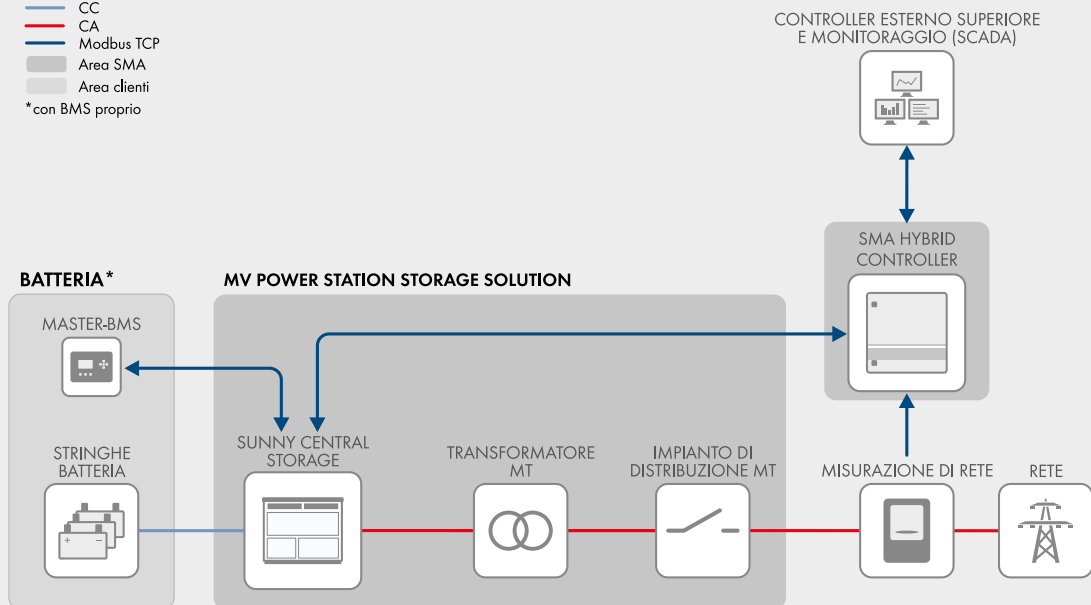 CC
CA
Modbus TCP
Area SMA
Area clienti
*con BMS proprio
CONTROLLER ESTERNO SUPERIORE
E MONITORAGGIO (SCADA)
SMA HYBRID
CONTROLLER
BATTERIA*
MV POWER STATION STORAGE SOLUTION
MASTER-BMS
STRINGHE
BATTERIA
SUNNY CENTRAL
STORAGE
TRANSFORMATORE
MT
IMPIANTO DI
DISTRIBUZIONE MT
MISURAZIONE DI RETE
RETE